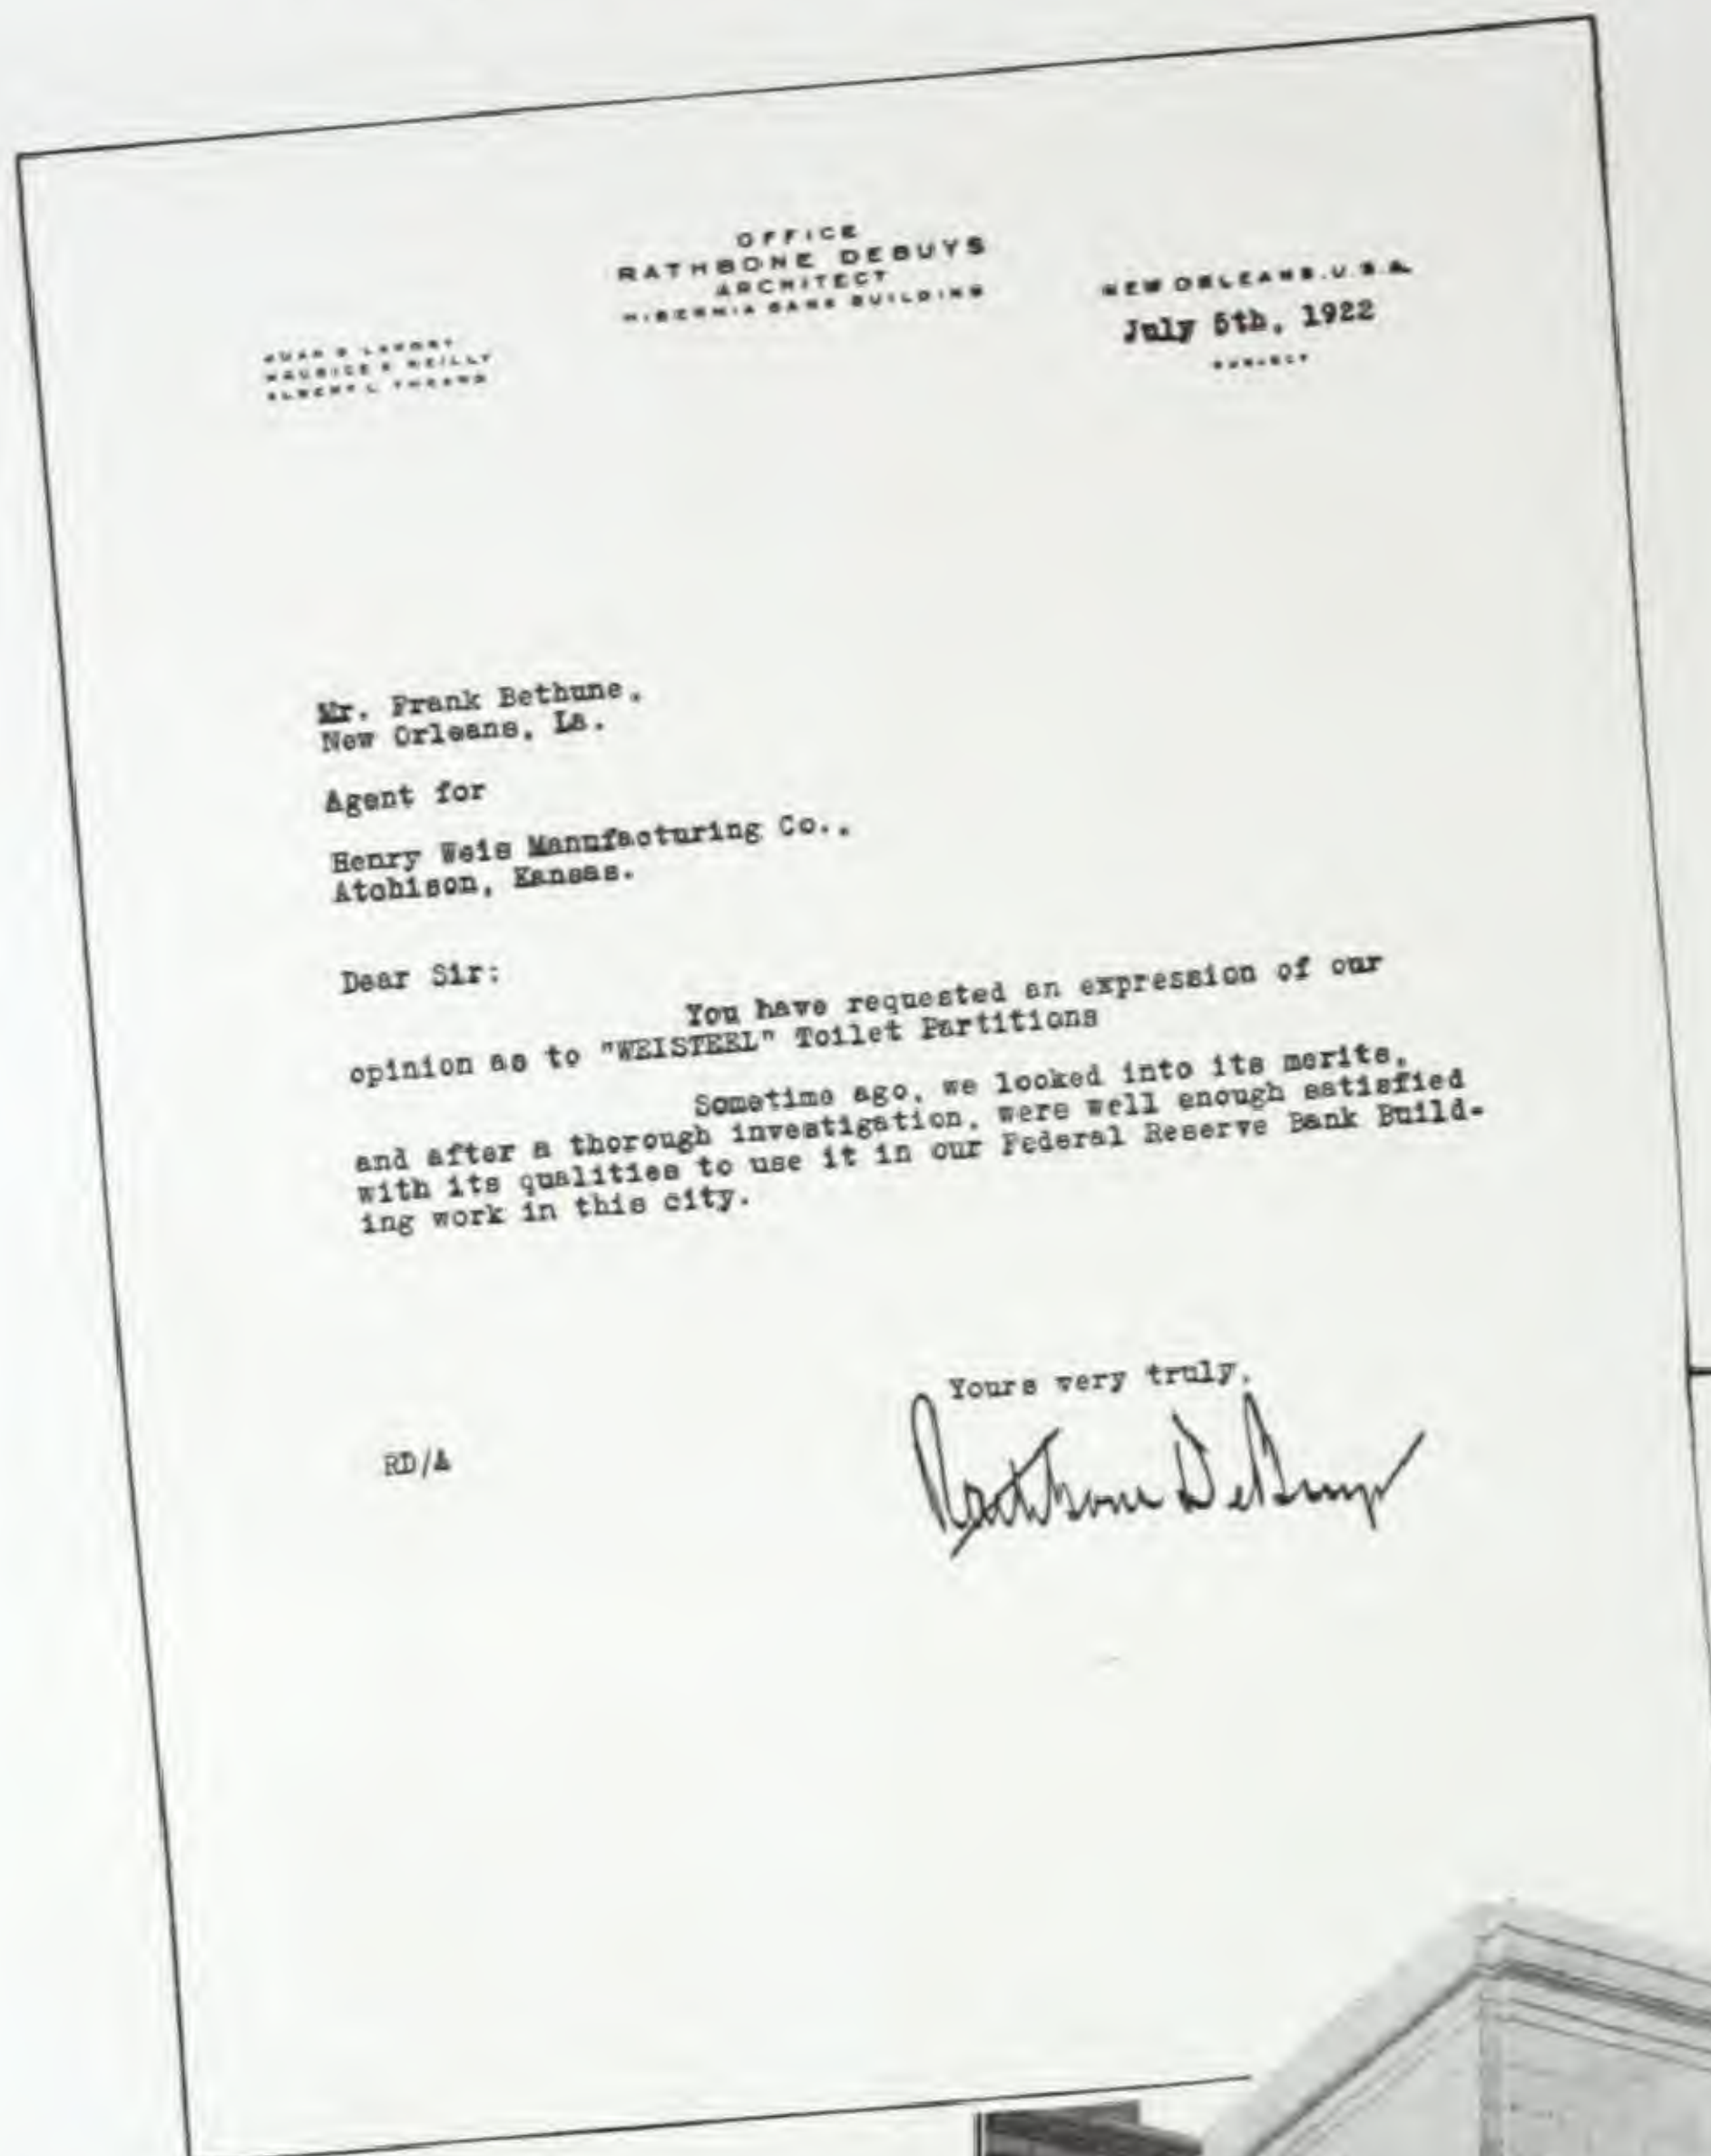 OFFICE
RATHBONE DEBUYS
ARCHITECT
HIBERNIA BANK BUILDING
NEW ORLEANS, U.S.A.
July 5th, 1922
SUBJECT
MAURICE REILLY
ALBERT L
Mr. Frank Bethune,
New Orleans, La.
Agent for
Henry Weis Manufacturing Co.,
Atchison, Kansas.
Dear Sir:
You have requested an expression of our
opinion as to "WEISTEEL" Toilet Partitions
Sometime ago, we looked into its merits,
and after a thorough investigation, were well enough satisfied
with its qualities to use it in our Federal Reserve Bank Build-
ing work in this city.
Yours very truly,
Rathbone DeBuys
RD/A